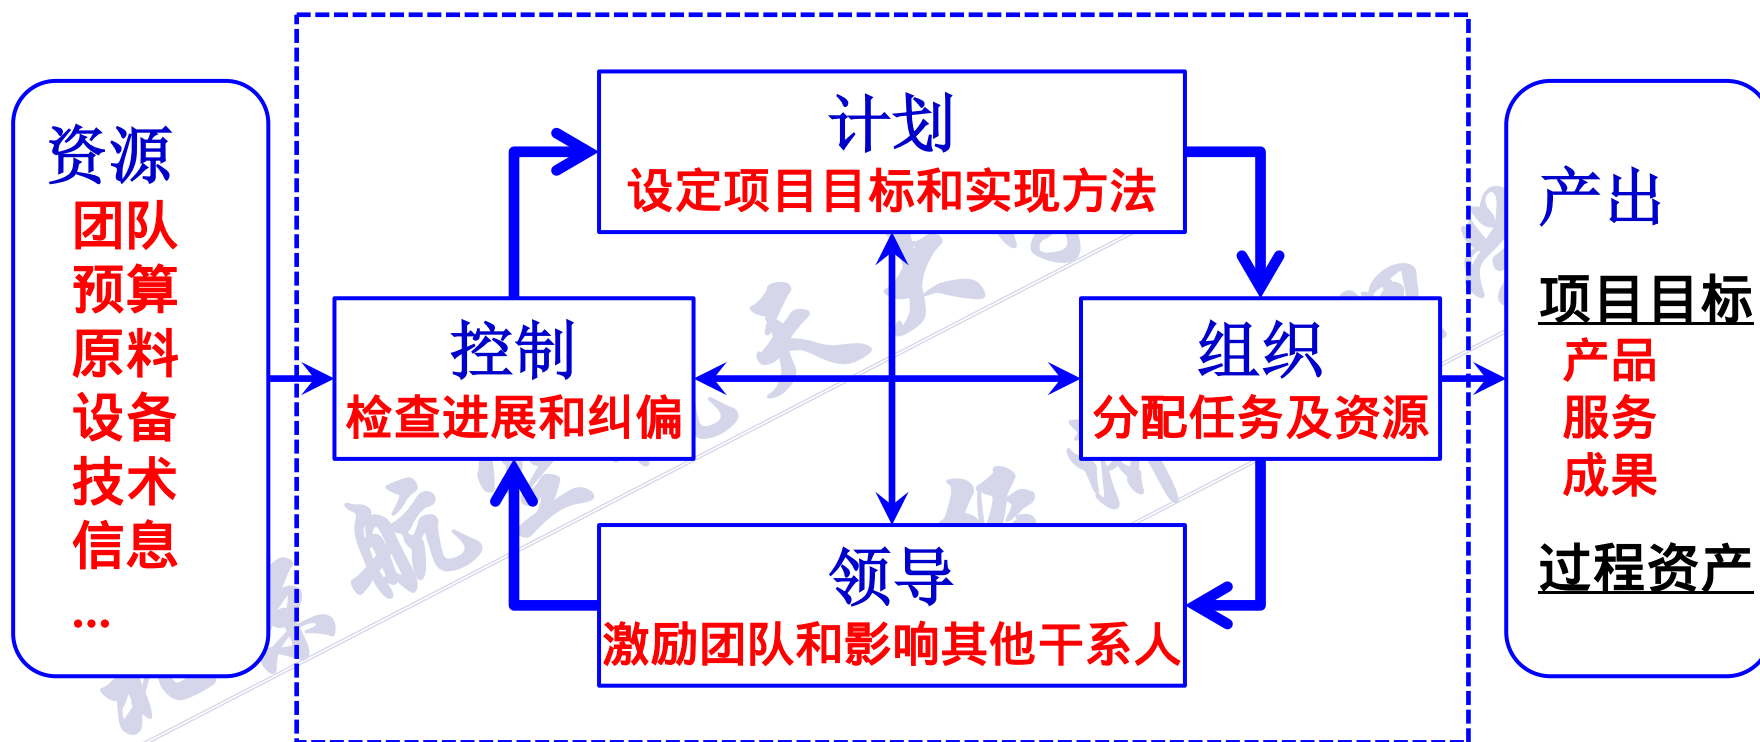 资源
团队
预算
原料
设备
技术
信息
...
计划
设定项目目标和实现方法
控制
检查进展和纠偏
组织
分配任务及资源
领导
激励团队和影响其他干系人
产出
项目目标
产品
服务
成果
过程资产